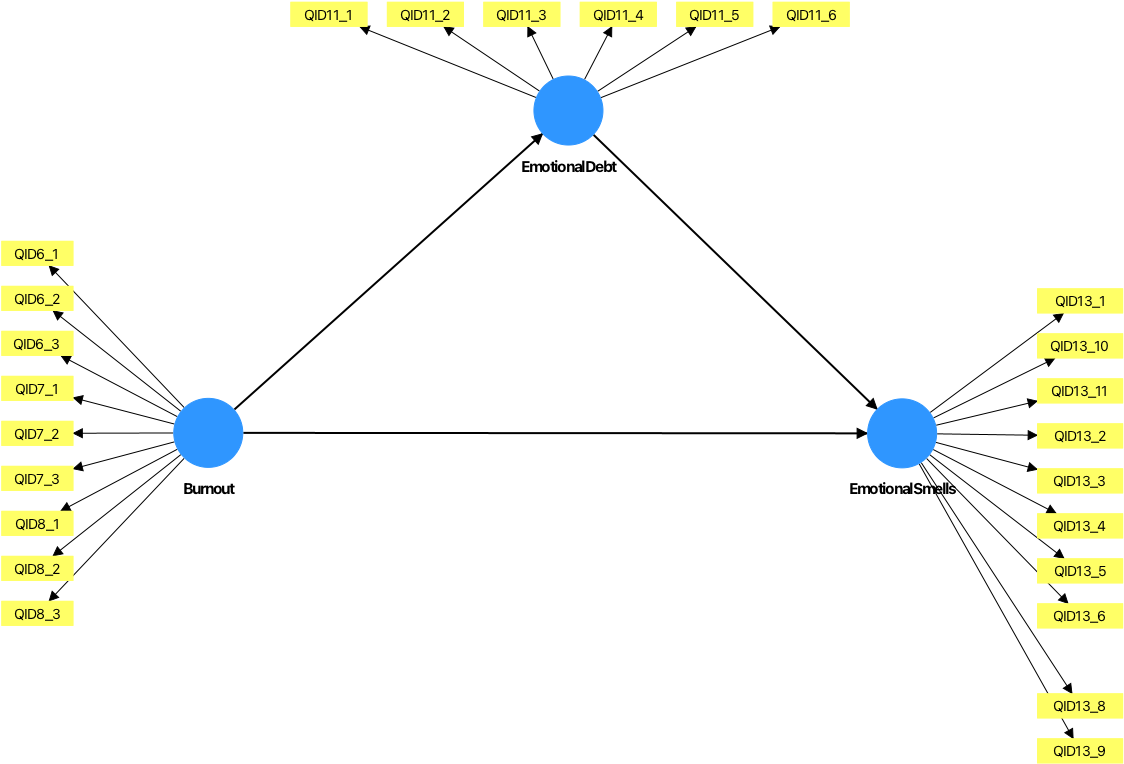 QID11_1
QID11_2
QID11_3
QID11_4
QID11_5
QID11_6
EmotionalDebt
QID6_1
QID6_2
QID6_3
QID7_1
QID7_2
QID7_3
QID8_1
QID8_2
QID8_3
Burnout
EmotionalSmells
QID13_1
QID13_10
QID13_11
QID13_2
QID13_3
QID13_4
QID13_5
QID13_6
QID13_8
QID13_9